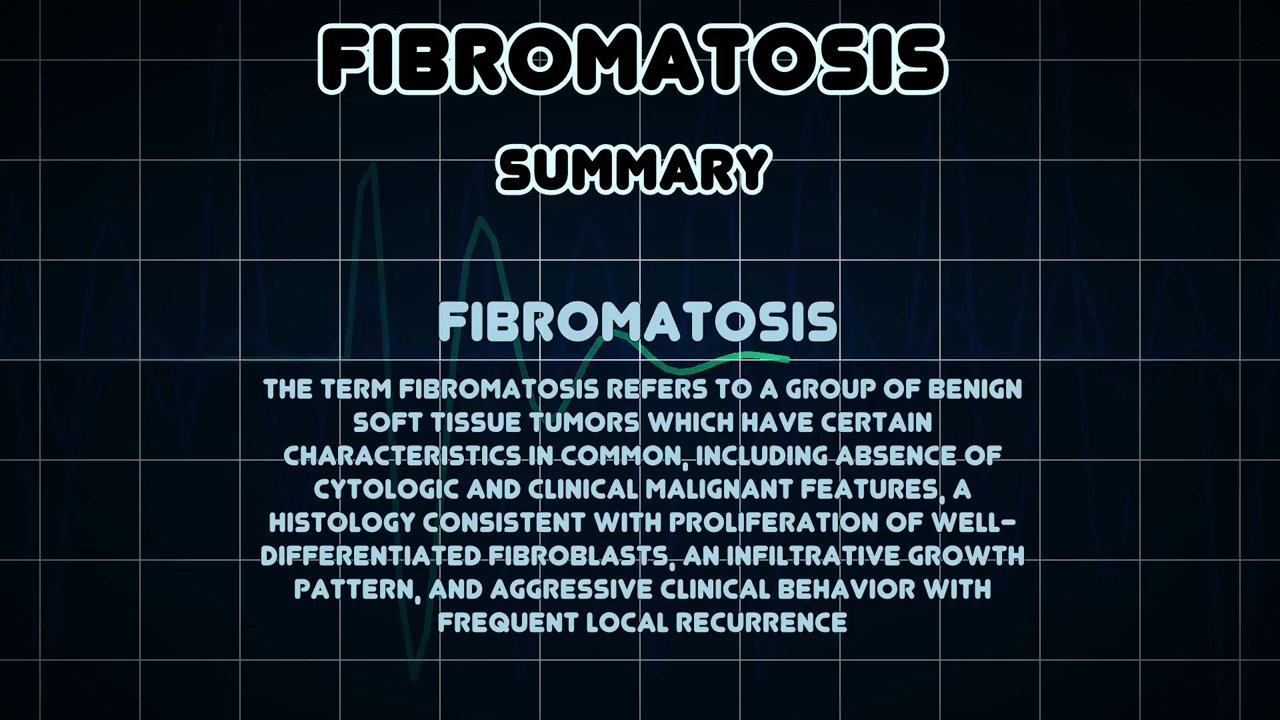 FIBROMATOSIS
SUMMARY
FIBROMATOSIS
THE TERM FIBROMATOSIS REFERS TO A GROUP OF BENIGN
SOFT TISSUE TUMORS WHICH HAVE CERTAIN
CHARACTERISTICS IN COMMON, INCLUDING ABSENCE OF
CYTOLOGIC AND CLINICAL MALIGNANT FEATURES, A
HISTOLOGY CONSISTENT WITH PROLIFERATION OF WELL-
DIFFERENTIATED FIBROBLASTS, AN INFILTRATIVE GROWTH
PATTERN, AND AGGRESSIVE CLINICAL BEHAVIOR WITH
FREQUENT LOCAL RECURRENCE